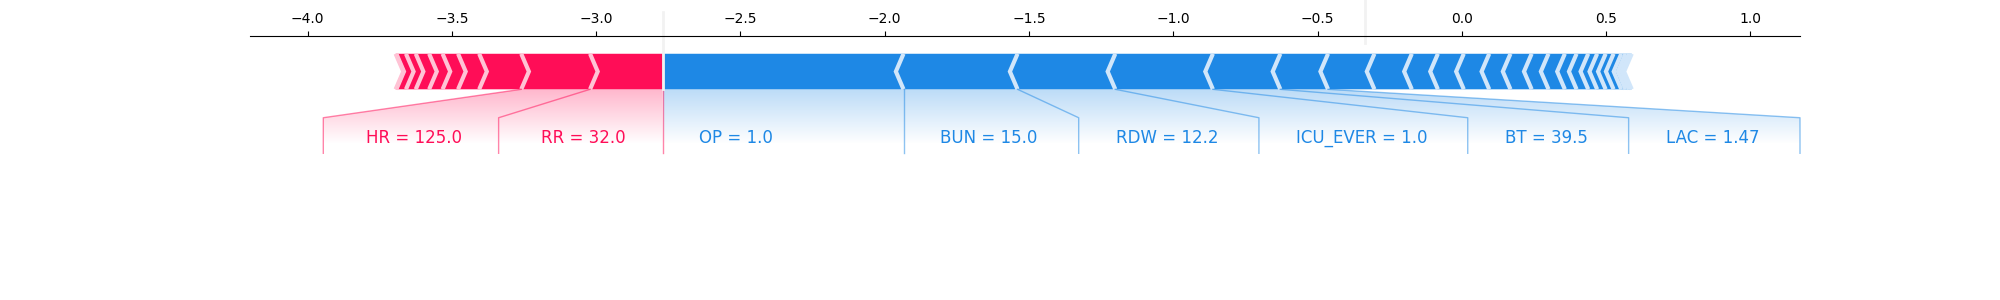 −4.0 −3.5 −3.0 −2.5 −2.0 −1.5 −1.0 −0.5 0.0 0.5 1.0
HR = 125.0 RR = 32.0 OP = 1.0 BUN = 15.0 RDW = 12.2 ICU_EVER = 1.0 BT = 39.5 LAC = 1.47